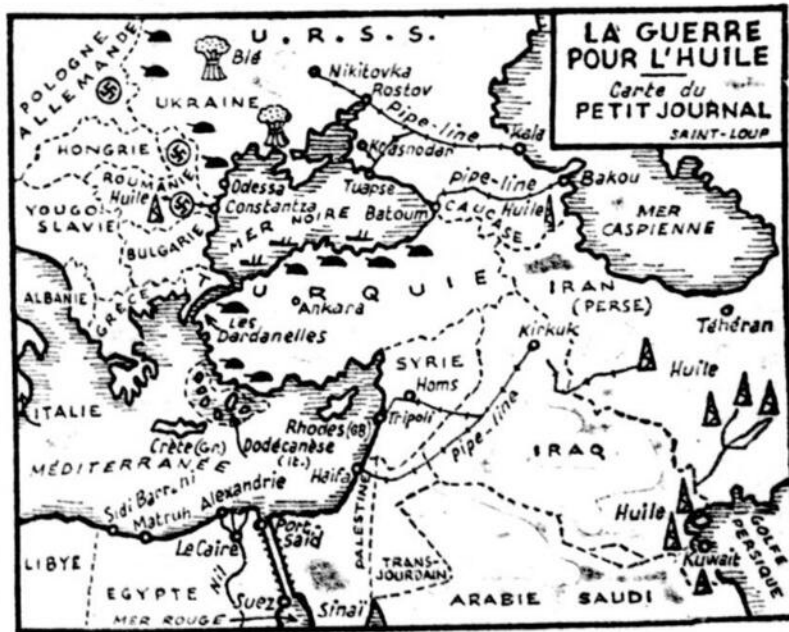 LA GUERRE
POUR L'HUILE
Carte du
PETIT JOURNAL
SAINT-LOUP
U.R.S.S.
POLOGNE
ALLEMANDE
Blé
Nikitovka
Rostov
UKRAINE
pipe-line
Kala
Krasnodar
HONGRIE
ROUMANIE
Huile
Odessa
Constantza
Tuapse
pipe-line
Bakou
Batoum
CAUCASE
Huile
MER NOIRE
MER
CASPIENNE
YOUGO
SLAVIE
BULGARIE
TURQUIE
Ankara
IRAN
(PERSE)
Téhéran
ALBANIE
GRÈCE
Les
Dardanelles
Kirkuk
SYRIE
Homs
Huile
ITALIE
Rhodes (GB)
Tripoli
pipe-line
IRAQ
Crète (Gr.)
Dodécanèse
(it.)
MÉDITERRANÉE
Haïfa
Sidi Barrani
Matruh
Alexandrie
Port-
Saïd
PALESTINE
Huile
GOLFE
PERSIQUE
Kuwait
LIBYE
Le Caire
Nil
TRANS-
JOURDAIN
EGYPTE
Suez
Sinaï
ARABIE SAUDI
MER ROUGE